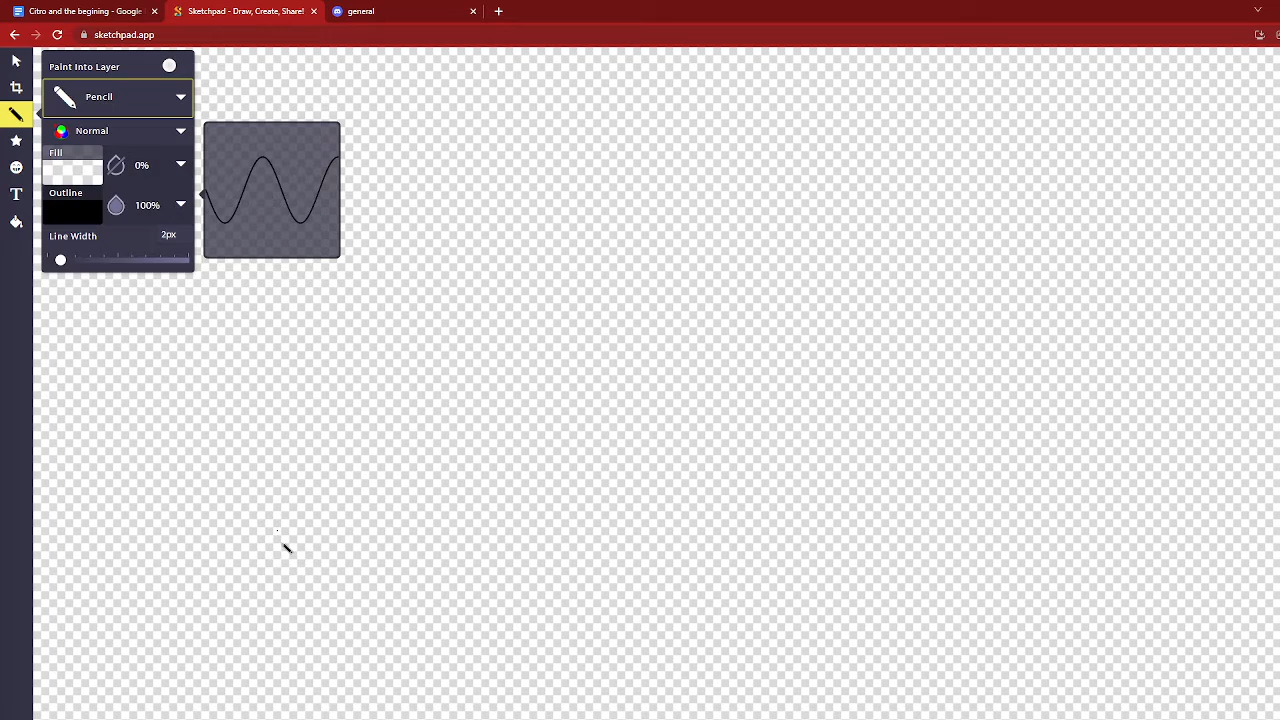 Citro and the begining - Google
Sketchpad - Draw, Create, Share!
general
sketchpad.app
Paint Into Layer
Pencil
Normal
Fill
0%
Outline
100%
Line Width
2px
T